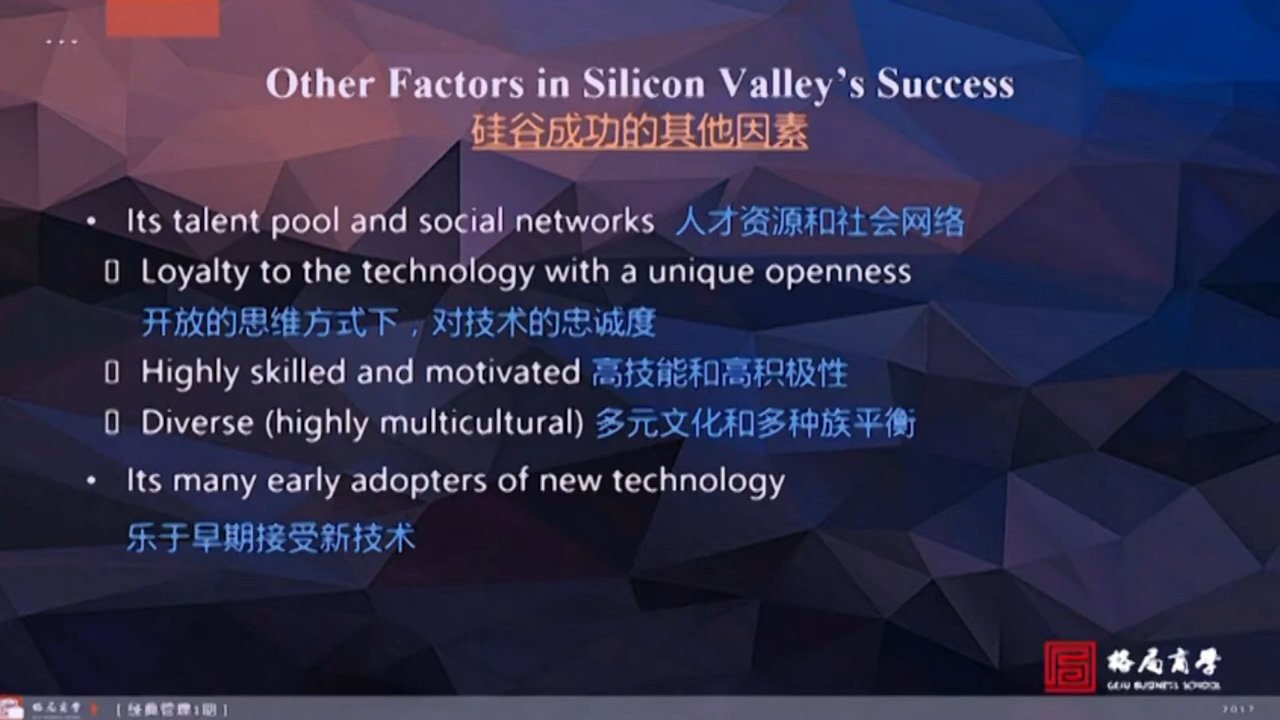 ...
Other Factors in Silicon Valley's Success
硅谷成功的其他因素
• Its talent pool and social networks 人才资源和社会网络
▯ Loyalty to the technology with a unique openness
开放的思维方式下，对技术的忠诚度
▯ Highly skilled and motivated 高技能和高积极性
▯ Diverse (highly multicultural) 多元文化和多种族平衡
• Its many early adopters of new technology
乐于早期接受新技术
格局商学
GEJU BUSINESS SCHOOL
格局商学 [ 经典管理1期 ]
2017